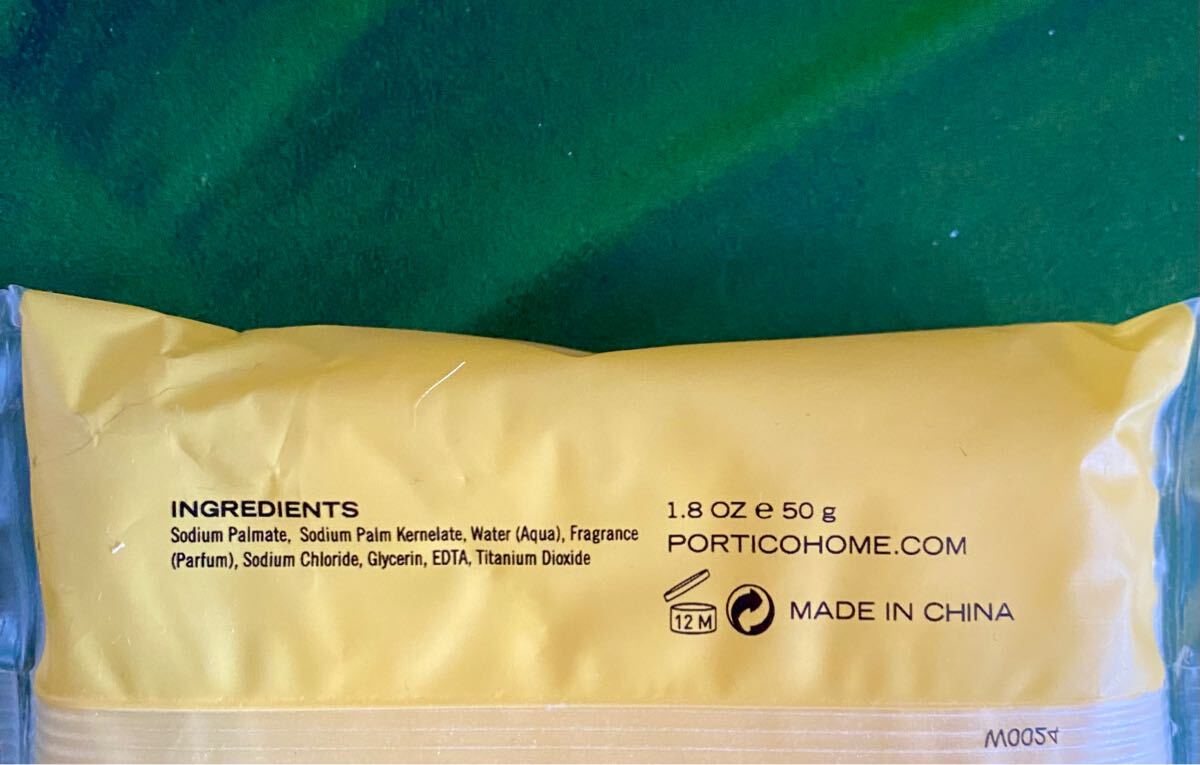 INGREDIENTS
Sodium Palmate, Sodium Palm Kernelate, Water (Aqua), Fragrance
(Parfum), Sodium Chloride, Glycerin, EDTA, Titanium Dioxide
1.8 OZ e 50 g
PORTICOHOME.COM
12 M
MADE IN CHINA
M0054